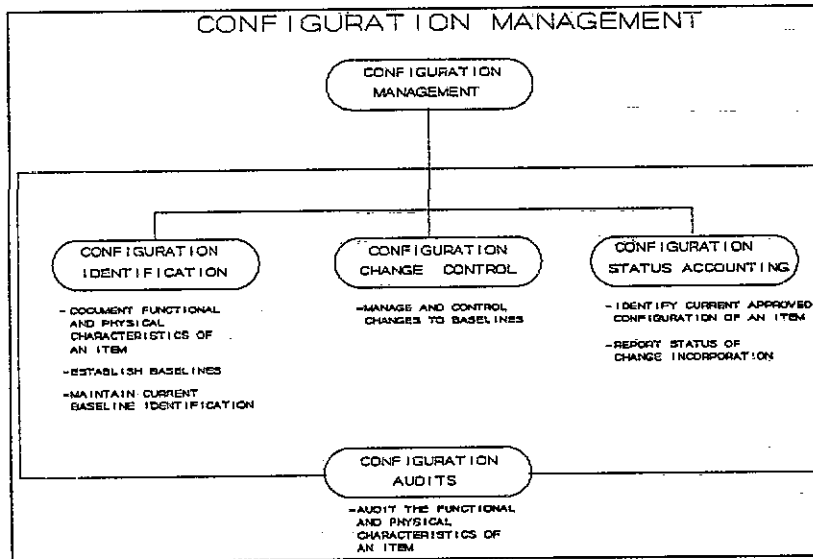 CONFIGURATION MANAGEMENT
CONFIGURATION
MANAGEMENT
CONFIGURATION
IDENTIFICATION
-DOCUMENT FUNCTIONAL
AND PHYSICAL
CHARACTERISTICS OF
AN ITEM
-ESTABLISH BASELINES
-MAINTAIN CURRENT
BASELINE IDENTIFICATION
CONFIGURATION
CHANGE CONTROL
-MANAGE AND CONTROL
CHANGES TO BASELINES
CONFIGURATION
STATUS ACCOUNTING
-IDENTIFY CURRENT APPROVED
CONFIGURATION OF AN ITEM
-REPORT STATUS OF
CHANGE INCORPORATION
CONFIGURATION
AUDITS
-AUDIT THE FUNCTIONAL
AND PHYSICAL
CHARACTERISTICS OF
AN ITEM